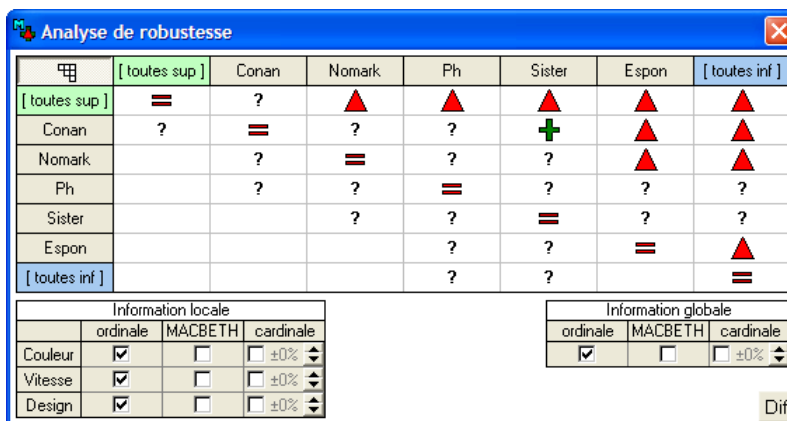 Analyse de robustesse
[ toutes sup ] Conan Nomark Ph Sister Espon [ toutes inf ]
[ toutes sup ] = ?
Conan ? = ? ? +
Nomark ? = ? ?
Ph ? ? = ? ? ?
Sister ? ? = ? ?
Espon ? ? =
[ toutes inf ] ? ? =
Information locale
ordinale MACBETH cardinale
Couleur ±0%
Vitesse ±0%
Design ±0%
Information globale
ordinale MACBETH cardinale
±0%
Dif